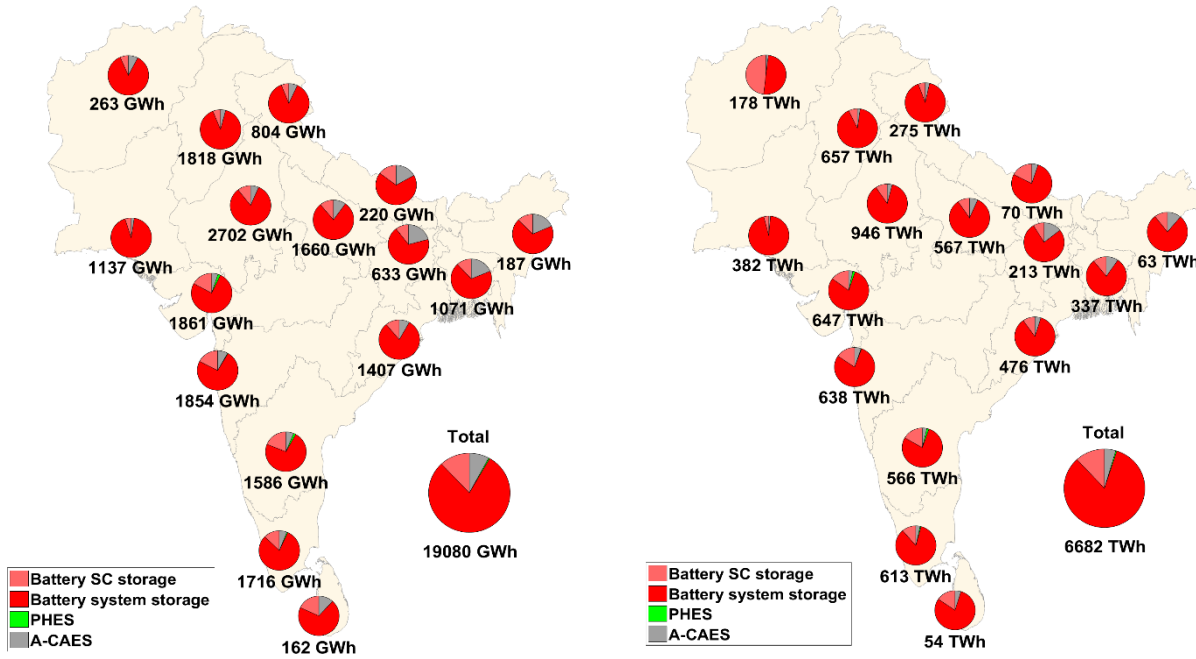 263 GWh
804 GWh
1818 GWh
220 GWh
2702 GWh
1660 GWh
187 GWh
633 GWh
1137 GWh
1071 GWh
1861 GWh
1407 GWh
1854 GWh
1586 GWh
Total
19080 GWh
1716 GWh
162 GWh
Battery SC storage
Battery system storage
PHES
A-CAES
178 TWh
275 TWh
657 TWh
70 TWh
946 TWh
567 TWh
63 TWh
213 TWh
382 TWh
337 TWh
647 TWh
476 TWh
638 TWh
566 TWh
Total
6682 TWh
613 TWh
54 TWh
Battery SC storage
Battery system storage
PHES
A-CAES